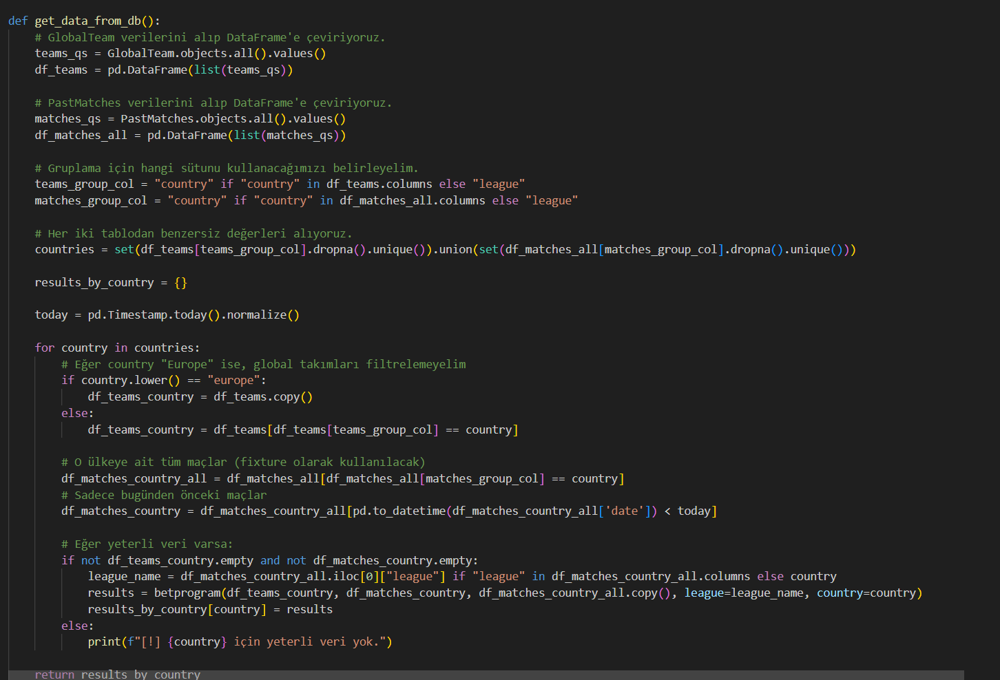 def get_data_from_db():
    # GlobalTeam verilerini alıp DataFrame'e çeviriyoruz.
    teams_qs = GlobalTeam.objects.all().values()
    df_teams = pd.DataFrame(list(teams_qs))

    # PastMatches verilerini alıp DataFrame'e çeviriyoruz.
    matches_qs = PastMatches.objects.all().values()
    df_matches_all = pd.DataFrame(list(matches_qs))

    # Gruplama için hangi sütunu kullanacağımızı belirleyelim.
    teams_group_col = "country" if "country" in df_teams.columns else "league"
    matches_group_col = "country" if "country" in df_matches_all.columns else "league"

    # Her iki tablodan benzersiz değerleri alıyoruz.
    countries = set(df_teams[teams_group_col].dropna().unique()).union(set(df_matches_all[matches_group_col].dropna().unique()))

    results_by_country = {}

    today = pd.Timestamp.today().normalize()

    for country in countries:
        # Eğer country "Europe" ise, global takımları filtrelemeyelim
        if country.lower() == "europe":
            df_teams_country = df_teams.copy()
        else:
            df_teams_country = df_teams[df_teams[teams_group_col] == country]

        # O ülkeye ait tüm maçlar (fixture olarak kullanılacak)
        df_matches_country_all = df_matches_all[df_matches_all[matches_group_col] == country]
        # Sadece bugünden önceki maçlar
        df_matches_country = df_matches_country_all[pd.to_datetime(df_matches_country_all['date']) < today]

        # Eğer yeterli veri varsa:
        if not df_teams_country.empty and not df_matches_country.empty:
            league_name = df_matches_country_all.iloc[0]["league"] if "league" in df_matches_country_all.columns else country
            results = betprogram(df_teams_country, df_matches_country, df_matches_country_all.copy(), league=league_name, country=country)
            results_by_country[country] = results
        else:
            print(f"[!] {country} için yeterli veri yok.")

    return results_by_country